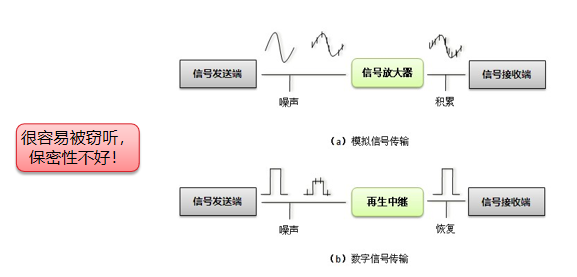 信号发送端
信号放大器
信号接收端
噪声
积累
(a)模拟信号传输
很容易被窃听，
保密性不好！
信号发送端
再生中继
信号接收端
噪声
恢复
(b)数字信号传输